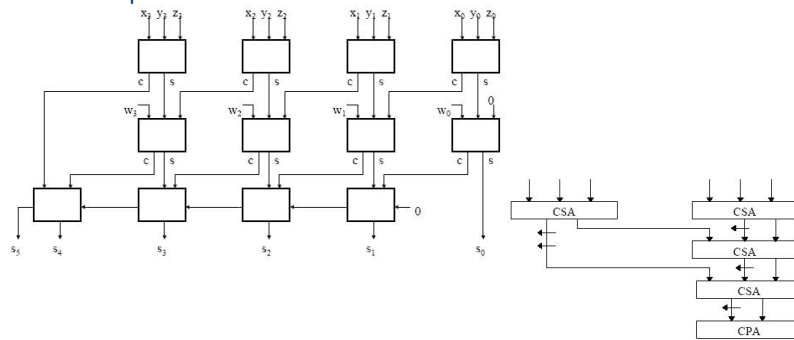 x₃ y₃ z₃ x₂ y₂ z₂ x₁ y₁ z₁ x₀ y₀ z₀
c s c s c s c s
w₃ w₂ w₁ w₀ 0
c s c s c s c s
0
s₅ s₄ s₃ s₂ s₁ s₀
CSA CSA
CSA
CSA
CPA